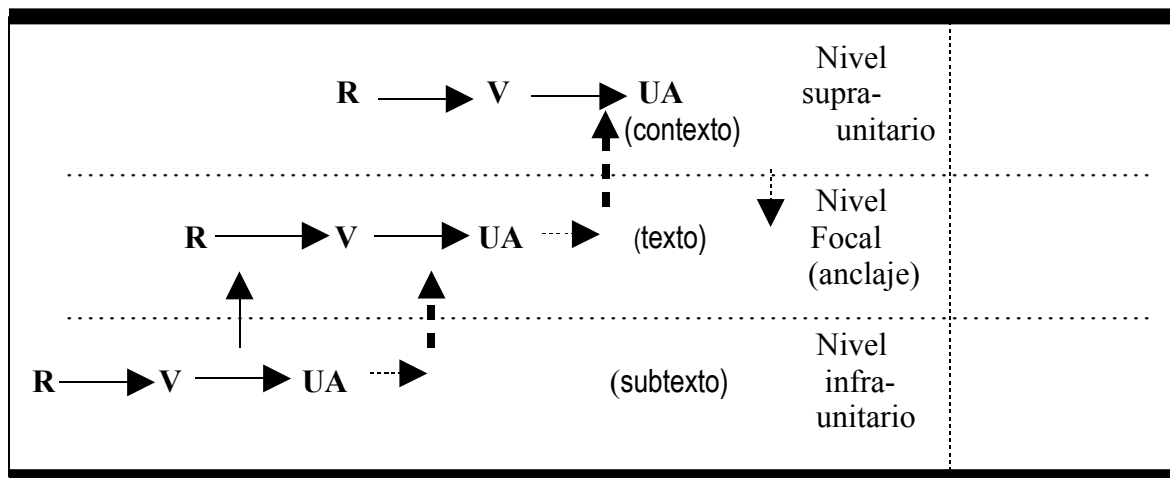 Nivel
R V UA supra-
(contexto) unitario
Nivel
R V UA (texto) Focal
(anclaje)
Nivel
R V UA (subtexto) infra-
unitario